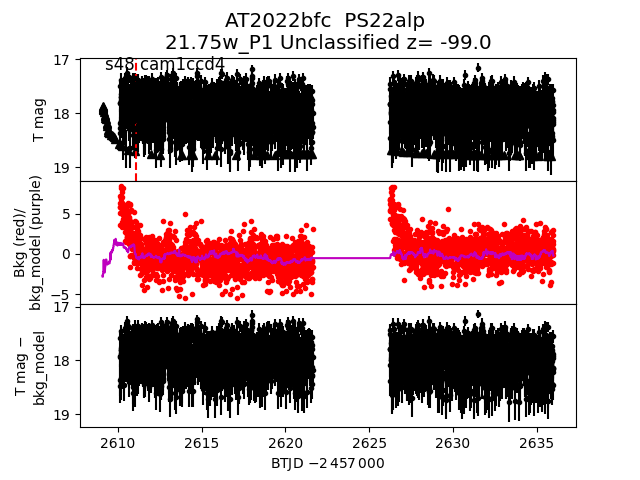 AT2022bfc  PS22alp
21.75w_P1 Unclassified z= -99.0
s48 cam1ccd4
17
18
19
T mag
5
0
−5
Bkg (red)/
bkg_model (purple)
17
18
19
T mag −
bkg_model
2610
2615
2620
2625
2630
2635
BTJD −2 457 000